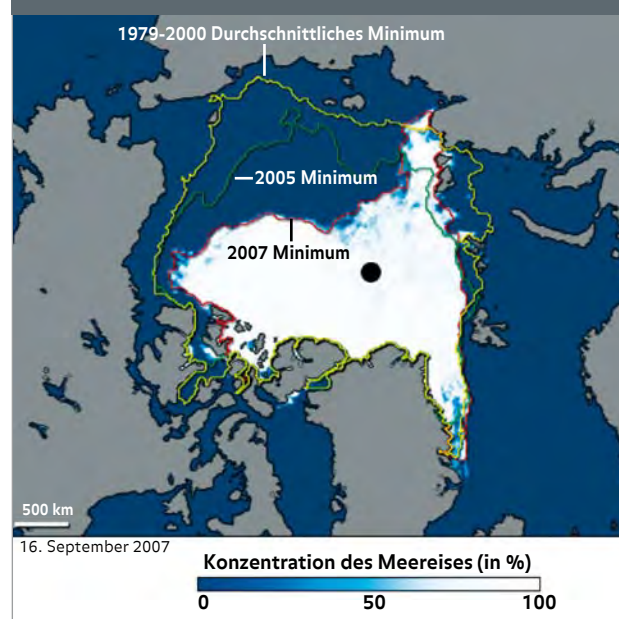 1979-2000 Durchschnittliches Minimum
2005 Minimum
2007 Minimum
500 km
16. September 2007
Konzentration des Meereises (in %)
0 50 100